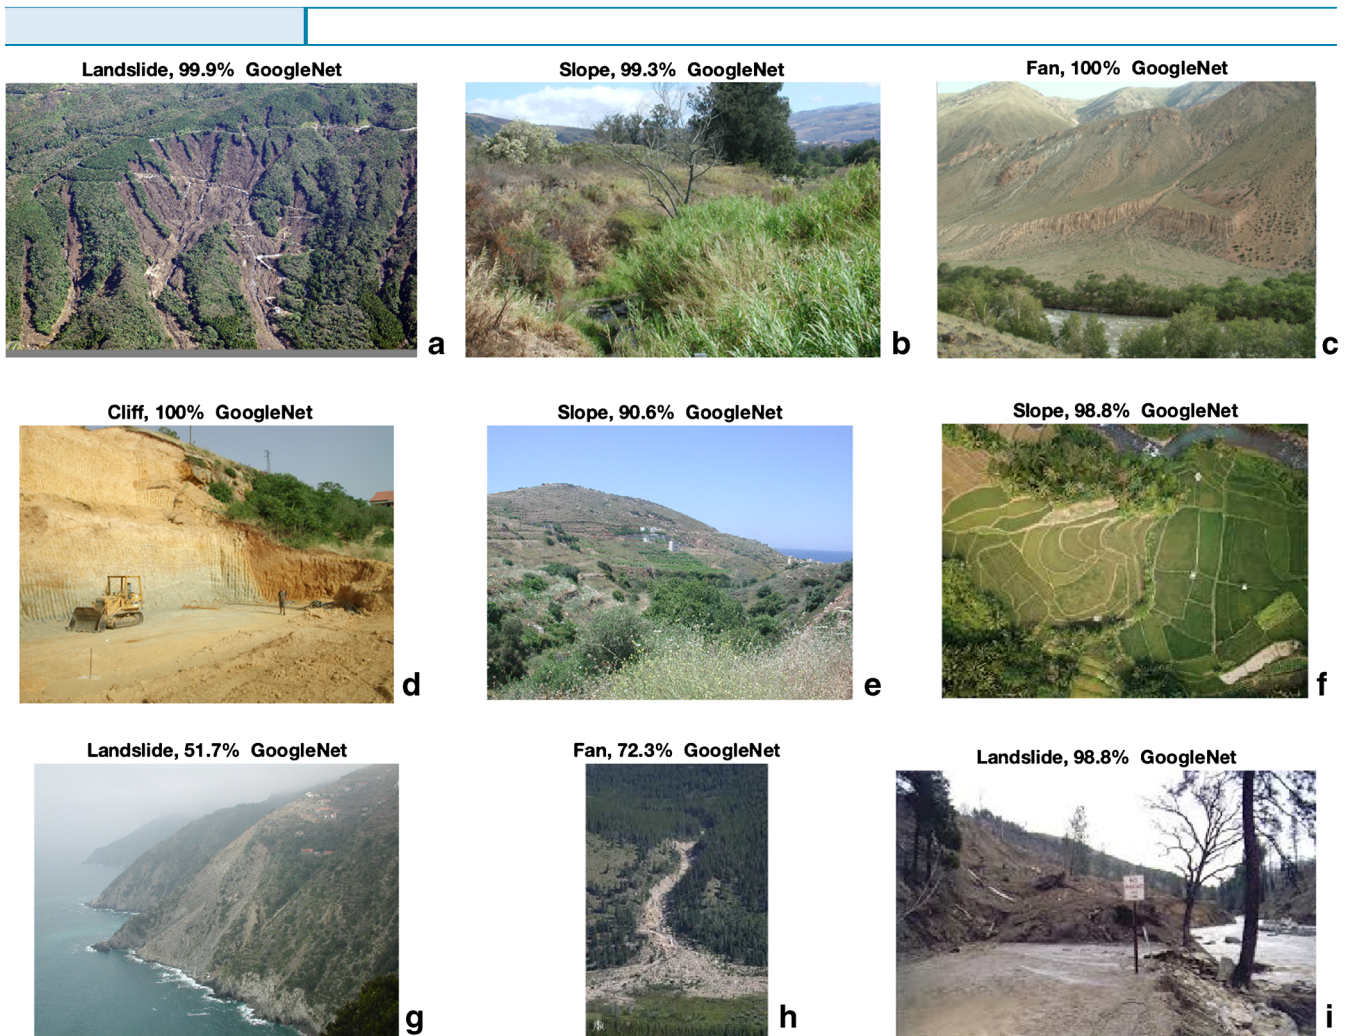 Landslide, 99.9%  GoogleNet
Slope, 99.3%  GoogleNet
Fan, 100%  GoogleNet
a
b
c
Cliff, 100%  GoogleNet
Slope, 90.6%  GoogleNet
Slope, 98.8%  GoogleNet
d
e
f
Landslide, 51.7%  GoogleNet
Fan, 72.3%  GoogleNet
Landslide, 98.8%  GoogleNet
g
h
i